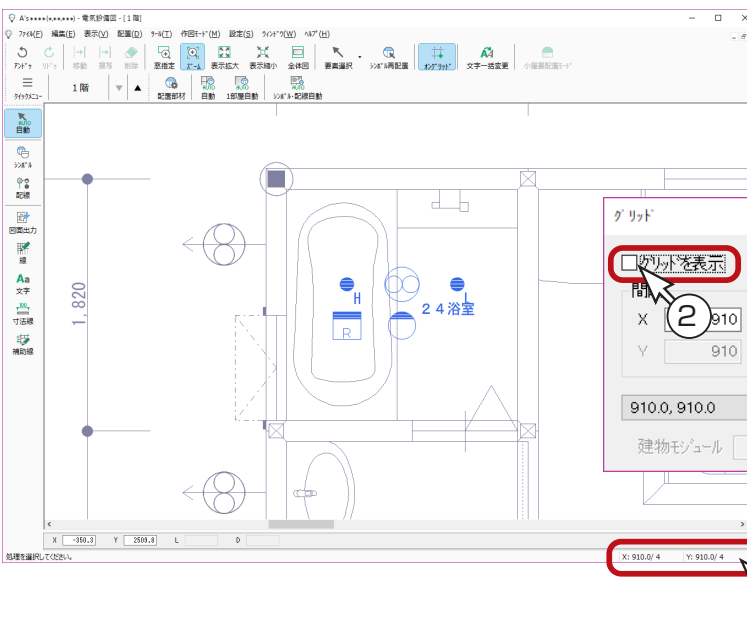 A's****(*.**.***) - 電気設備図 - [1 階]
ファイル(F) 編集(E) 表示(V) 配置(D) ツール(T) 作図モード(M) 設定(S) ウィンドウ(W) ヘルプ(H)
アンドゥ リドゥ 移動 複写 削除 窓指定 ズーム 表示拡大 表示縮小 全体図 要素選択 シンボル再配置 オングリッド 文字一括変更 小屋裏配置モード
クイックメニュー 1 階 ▼ ▲ 配置部材 自動 1部屋自動 シンボル・配線自動
AUTO AUTO AUTO
AUTO
自動
シンボル
配線
図面出力
線
Aa
文字
100
寸法線
補助線
1,820
H
R
L
24浴室
グリッド
グリッドを表示
間
X 910
2
Y 910
910.0, 910.0
建物モジュール
X -350.3 Y 2509.8 L D
処理を選択してください。
X: 910.0/ 4 Y: 910.0/ 4